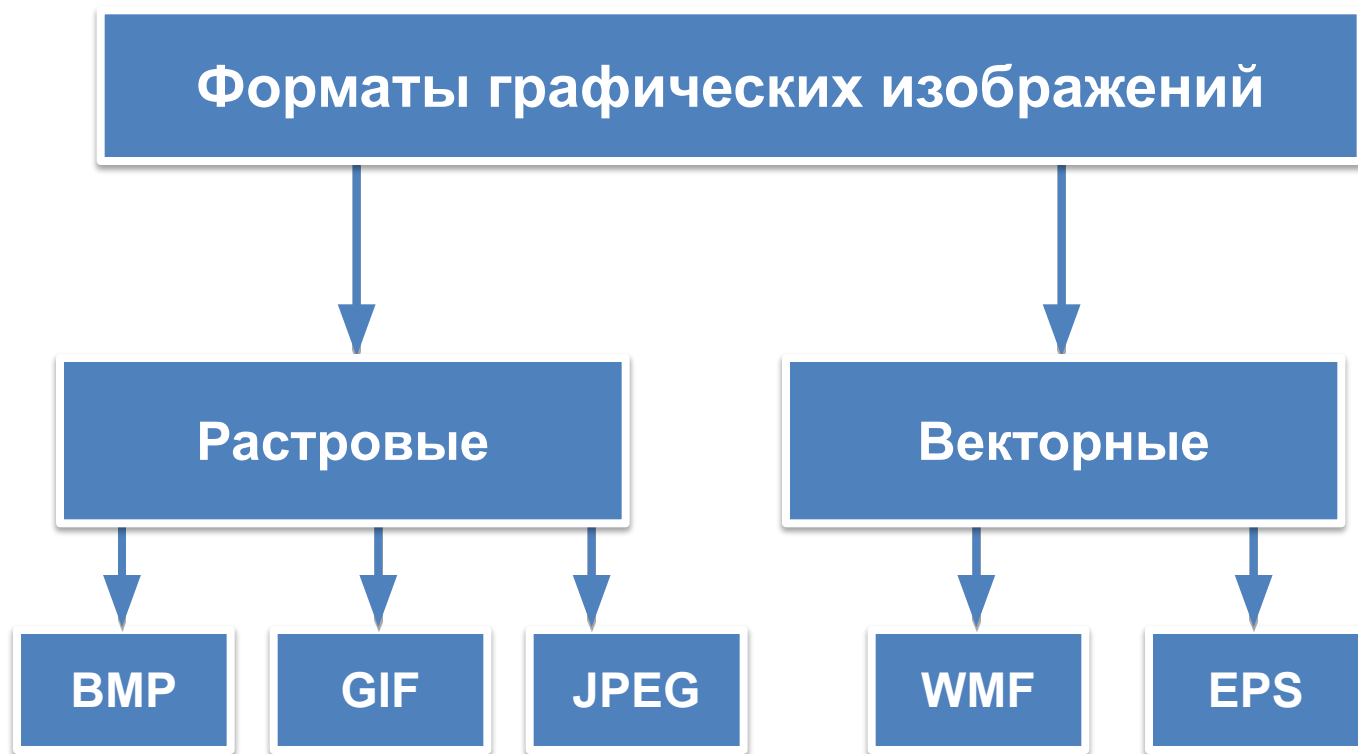 Форматы графических изображений
Растровые
Векторные
BMP
GIF
JPEG
WMF
EPS